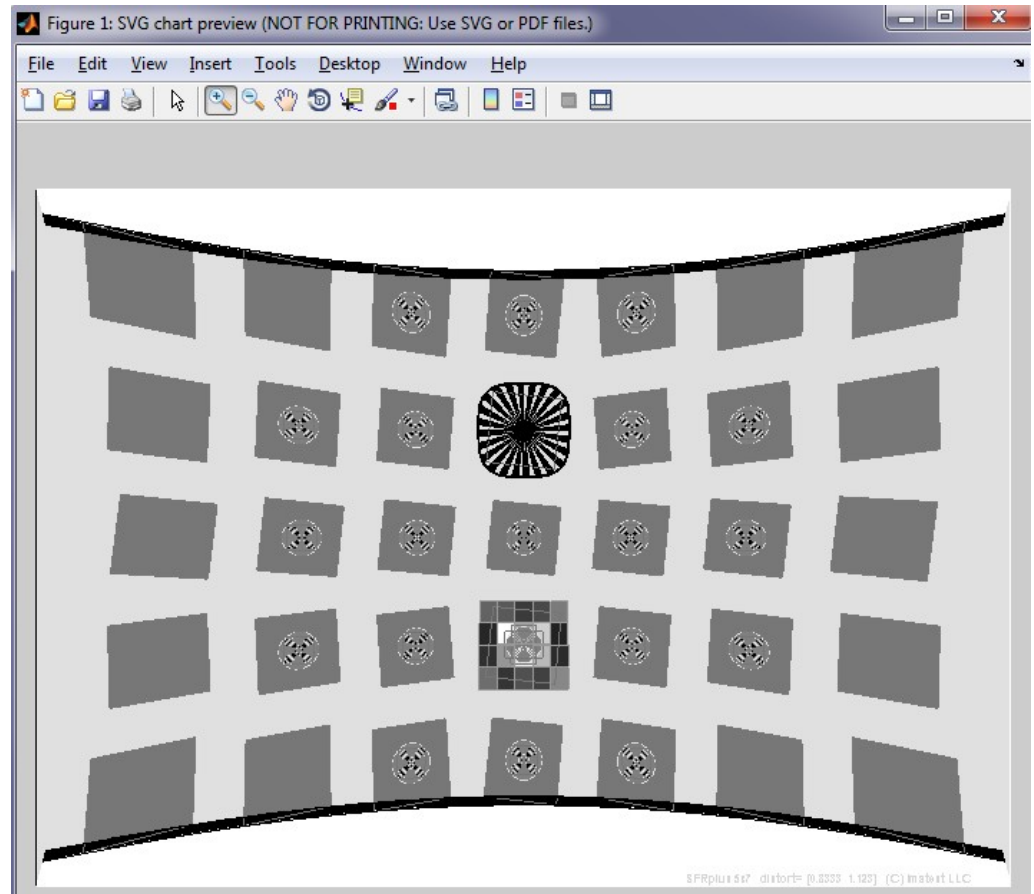 Figure 1: SVG chart preview (NOT FOR PRINTING: Use SVG or PDF files.)
File Edit View Insert Tools Desktop Window Help
SFRplus 5x7 distort= [0.8333 1.123] (C) Imatest LLC